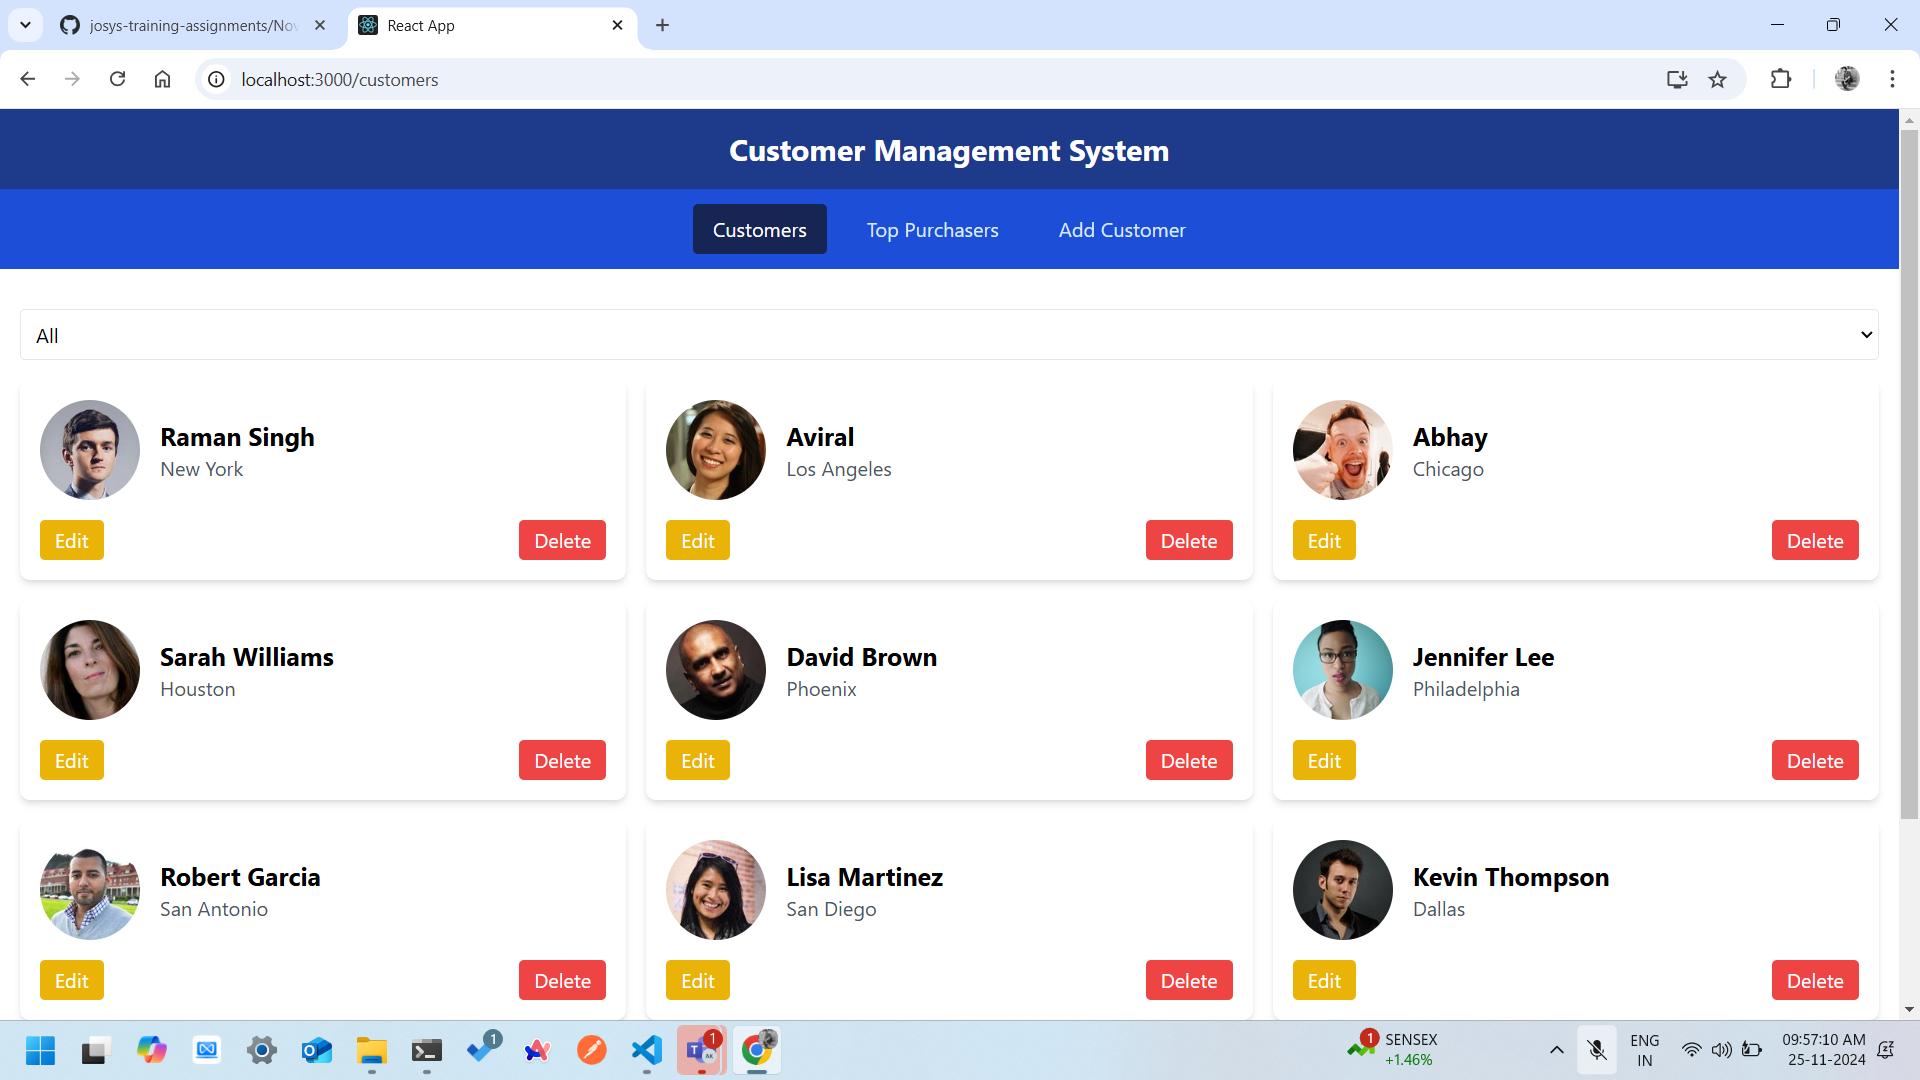 josys-training-assignments/Nov
React App
localhost:3000/customers
Customer Management System
Customers
Top Purchasers
Add Customer
All
Raman Singh
New York
Edit
Delete
Aviral
Los Angeles
Edit
Delete
Abhay
Chicago
Edit
Delete
Sarah Williams
Houston
Edit
Delete
David Brown
Phoenix
Edit
Delete
Jennifer Lee
Philadelphia
Edit
Delete
Robert Garcia
San Antonio
Edit
Delete
Lisa Martinez
San Diego
Edit
Delete
Kevin Thompson
Dallas
Edit
Delete
1
1
AK
1
SENSEX
+1.46%
ENG
IN
09:57:10 AM
25-11-2024